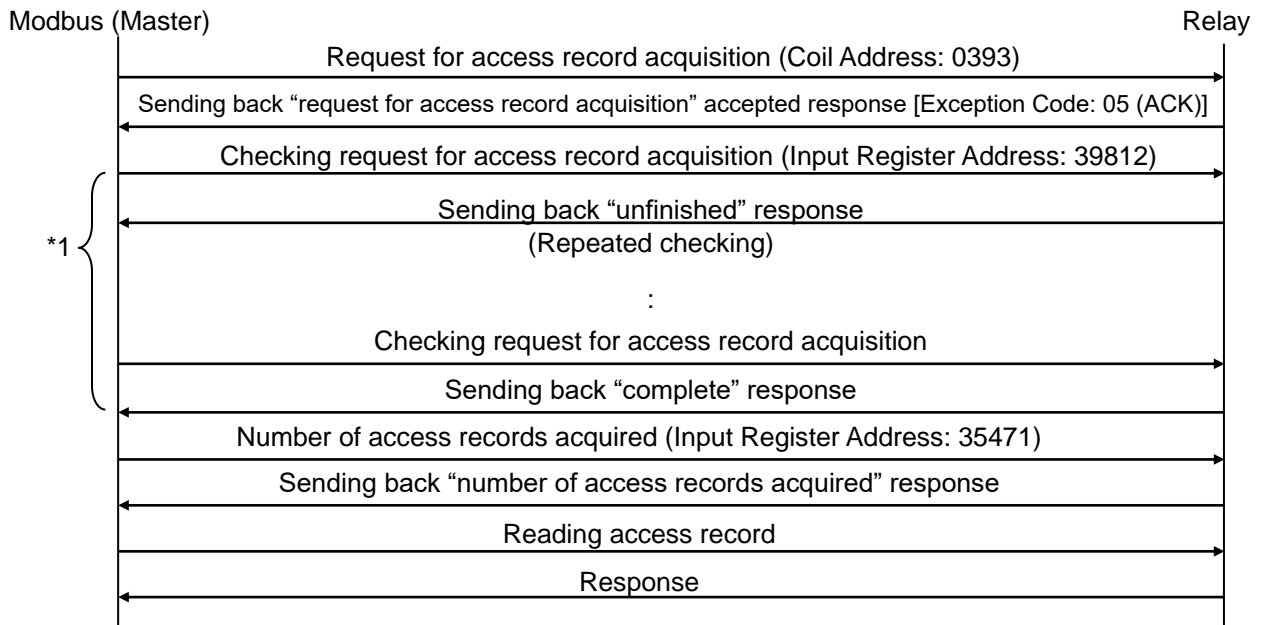 Modbus (Master)
Relay
Request for access record acquisition (Coil Address: 0393)
Sending back “request for access record acquisition” accepted response [Exception Code: 05 (ACK)]
Checking request for access record acquisition (Input Register Address: 39812)
Sending back “unfinished” response
(Repeated checking)
*1
:
Checking request for access record acquisition
Sending back “complete” response
Number of access records acquired (Input Register Address: 35471)
Sending back “number of access records acquired” response
Reading access record
Response